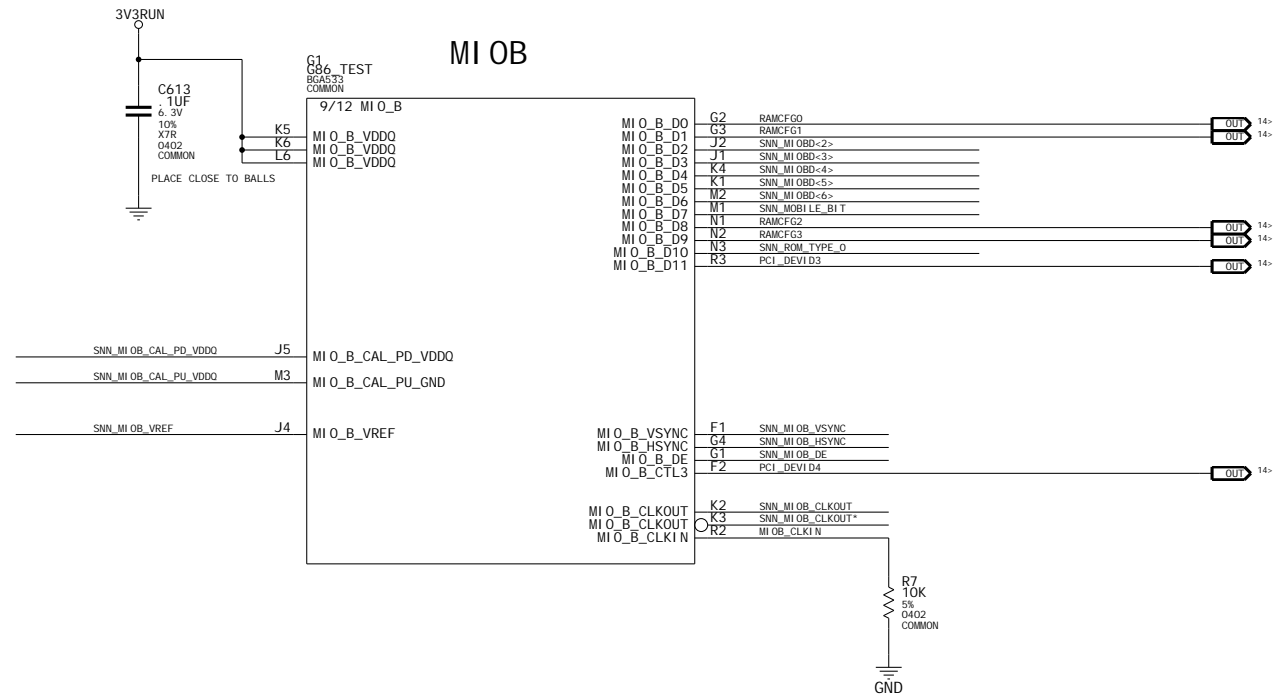 3V3RUN
MIOB
G1
G86_TEST
BGA533
COMMON
C613
.1UF
6.3V
10%
X7R
0402
COMMON
PLACE CLOSE TO BALLS
9/12 MIO_B
K5 MIO_B_VDDQ
K6 MIO_B_VDDQ
L6 MIO_B_VDDQ
MIO_B_D0 G2 RAMCFG0 OUT 14>
MIO_B_D1 G3 RAMCFG1 OUT 14>
MIO_B_D2 J2 SNN_MIOBD<2>
MIO_B_D3 J1 SNN_MIOBD<3>
MIO_B_D4 K4 SNN_MIOBD<4>
MIO_B_D5 K1 SNN_MIOBD<5>
MIO_B_D6 M2 SNN_MIOBD<6>
MIO_B_D7 M1 SNN_MOBILE_BIT
MIO_B_D8 N1 RAMCFG2 OUT 14>
MIO_B_D9 N2 RAMCFG3 OUT 14>
MIO_B_D10 N3 SNN_ROM_TYPE_0
MIO_B_D11 R3 PCI_DEVID3 OUT 14>
SNN_MIOB_CAL_PD_VDDQ J5 MIO_B_CAL_PD_VDDQ
SNN_MIOB_CAL_PU_VDDQ M3 MIO_B_CAL_PU_GND
SNN_MIOB_VREF J4 MIO_B_VREF
MIO_B_VSYNC F1 SNN_MIOB_VSYNC
MIO_B_HSYNC G4 SNN_MIOB_HSYNC
MIO_B_DE G1 SNN_MIOB_DE
MIO_B_CTL3 F2 PCI_DEVID4 OUT 14>
MIO_B_CLKOUT K2 SNN_MIOB_CLKOUT
MIO_B_CLKOUT K3 SNN_MIOB_CLKOUT*
MIO_B_CLKIN R2 MIOB_CLKIN
R7
10K
5%
0402
COMMON
GND